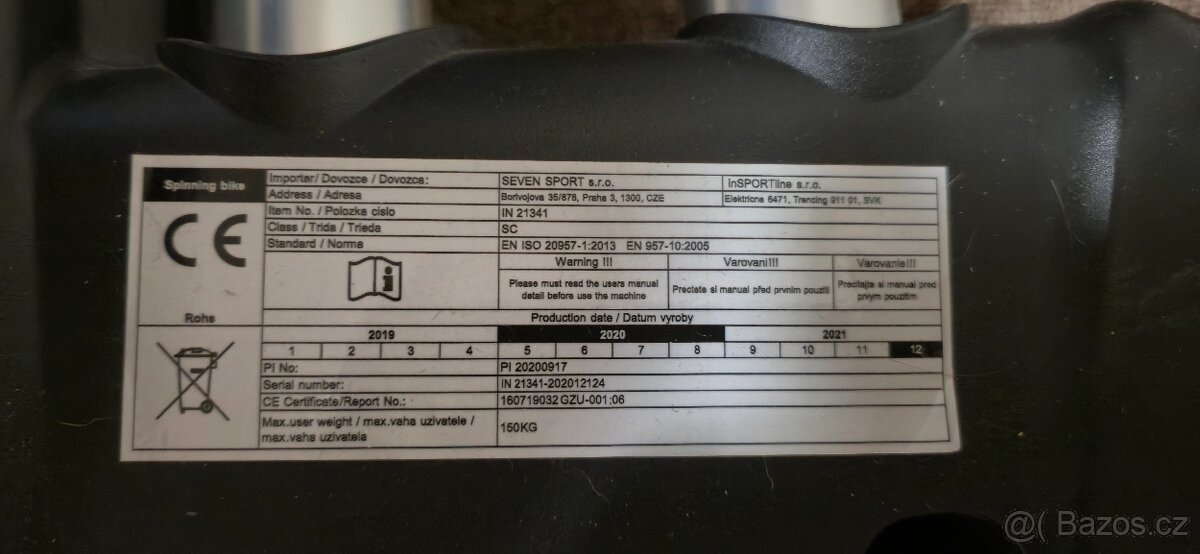 Spinning bike
Importer/ Dovozce / Dovozca: SEVEN SPORT s.r.o. inSPORTline s.r.o.
Address / Adresa Borivojova 35/878, Praha 3, 1300, CZE Elektricna 6471, Trencing 911 01, SVK
Item No. / Polozka cislo IN 21341
Class / Trida / Trieda SC
Standard / Norma EN ISO 20957-1:2013 EN 957-10:2005
CE
Warning !!! Varovani!!! Varovanie!!!
Please must read the users manual Prectete si manual před prvnim pouziti Precitajte si manual pred
detail before use the machine prvym pouzitim
Rohs
Production date / Datum vyroby
2019 2020 2021
1 2 3 4 5 6 7 8 9 10 11 12
PI No: PI 20200917
Serial number: IN 21341-202012124
CE Certificate/Report No.: 160719032 GZU-001;06
Max.user weight / max.vaha uzivatele / 150KG
max.vaha uzivatela
@( Bazos.cz